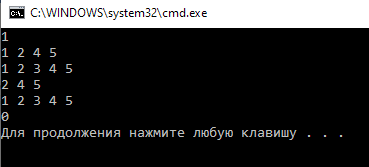 C:\WINDOWS\system32\cmd.exe
1
1 2 4 5
1 2 3 4 5
2 4 5
1 2 3 4 5
0
Для продолжения нажмите любую клавишу . . .